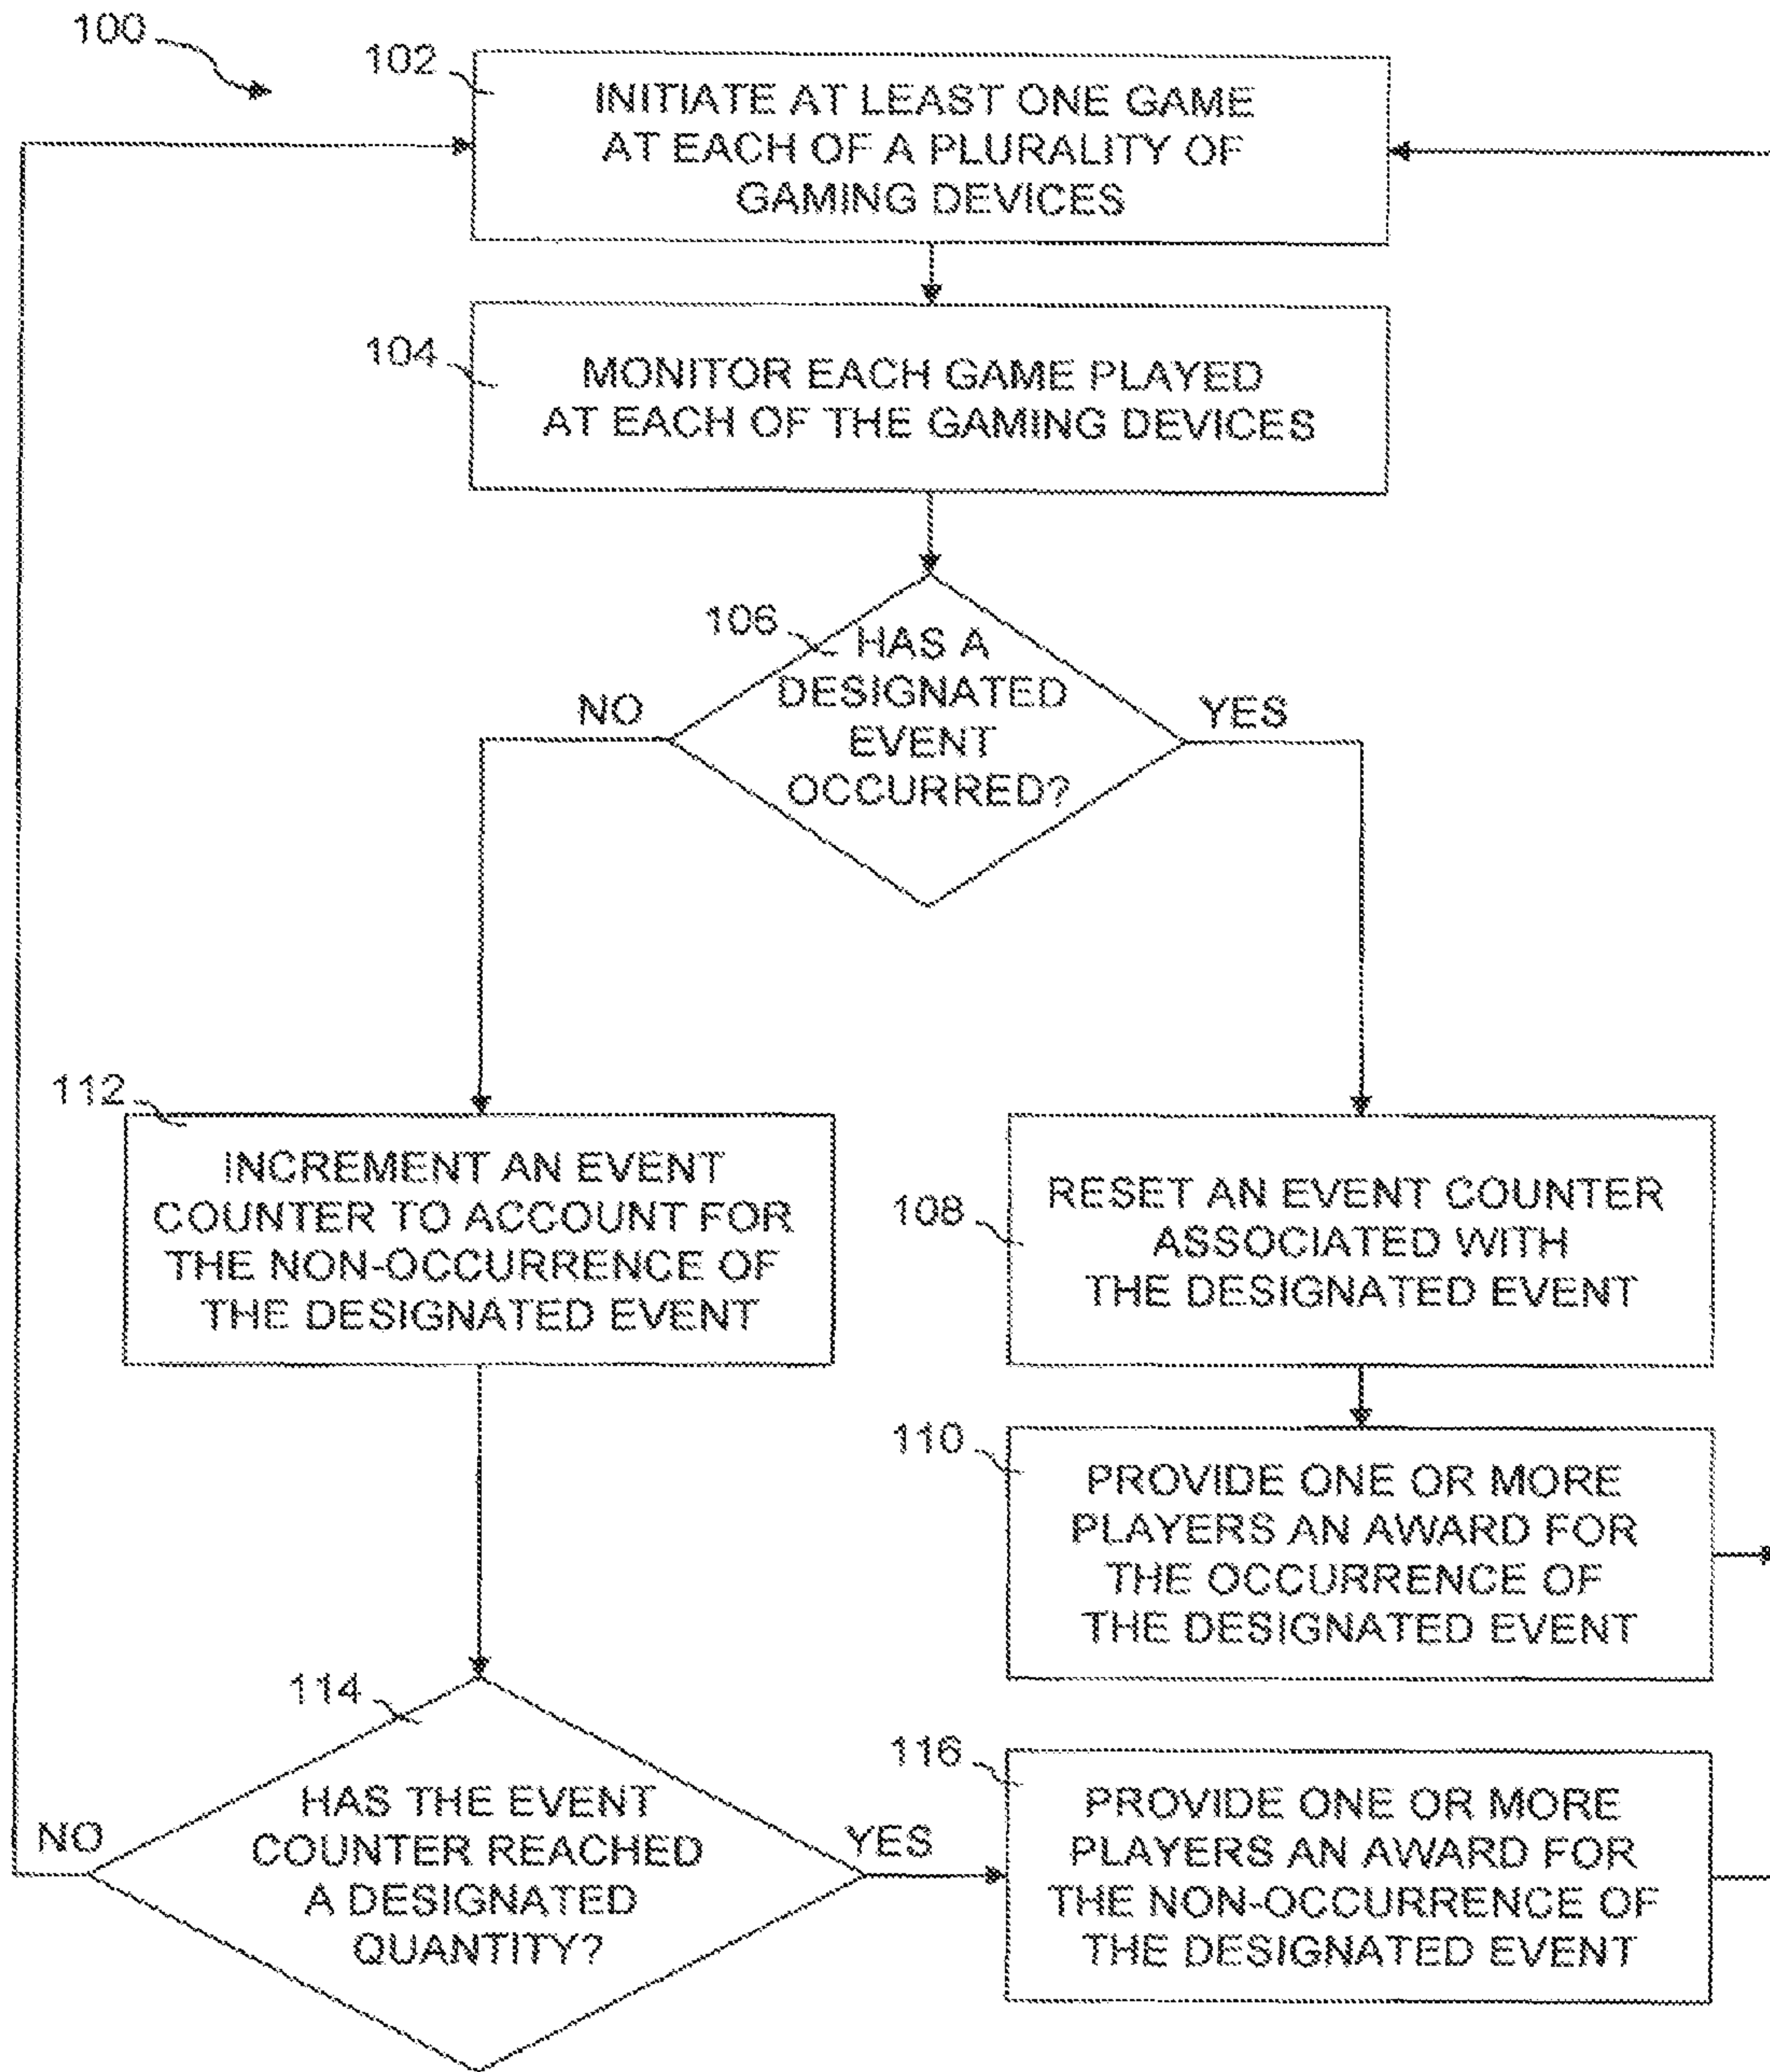 100
102
INITIATE AT LEAST ONE GAME
AT EACH OF A PLURALITY OF
GAMING DEVICES
104
MONITOR EACH GAME PLAYED
AT EACH OF THE GAMING DEVICES
106
HAS A
DESIGNATED
EVENT
OCCURRED?
NO
YES
112
INCREMENT AN EVENT
COUNTER TO ACCOUNT FOR
THE NON-OCCURRENCE OF
THE DESIGNATED EVENT
108
RESET AN EVENT COUNTER
ASSOCIATED WITH
THE DESIGNATED EVENT
110
PROVIDE ONE OR MORE
PLAYERS AN AWARD FOR
THE OCCURRENCE OF
THE DESIGNATED EVENT
114
HAS THE EVENT
COUNTER REACHED
A DESIGNATED
QUANTITY?
NO
YES
116
PROVIDE ONE OR MORE
PLAYERS AN AWARD FOR
THE NON-OCCURRENCE OF
THE DESIGNATED EVENT